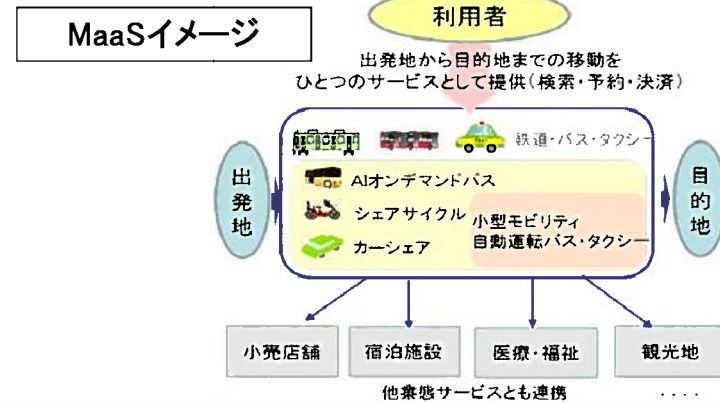 MaaSイメージ
利用者
出発地から目的地までの移動を
ひとつのサービスとして提供(検索・予約・決済)
鉄道・バス・タクシー
出発地
目的地
AIオンデマンドバス
シェアサイクル
小型モビリティ
自動運転バス・タクシー
カーシェア
小売店舗
宿泊施設
医療・福祉
観光地
他業態サービスとも連携
・・・・